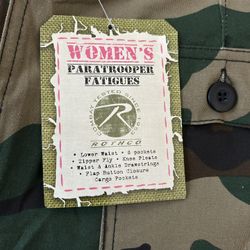 WOMEN'S
PARATROOPER
FATIGUES
R
ROTHCO
• Lower Waist • 8 pockets
• Zipper Fly • Knee Pleats
• Waist & Ankle Drawstrings
• Flap Button Closure
Cargo Pockets